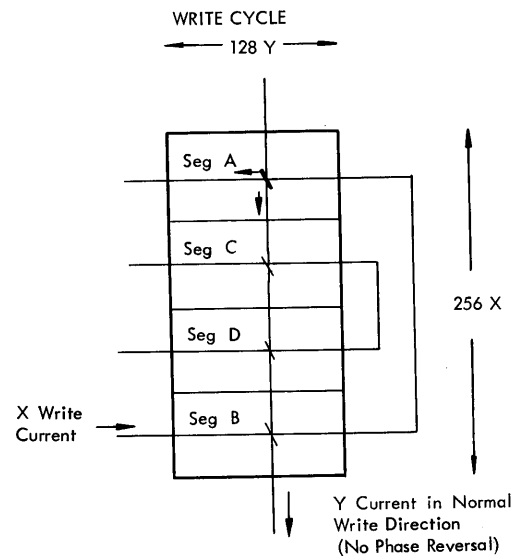 WRITE CYCLE
128 Y
Seg A
Seg C
256 X
Seg D
X Write
Current
Seg B
Y Current in Normal
Write Direction
(No Phase Reversal)